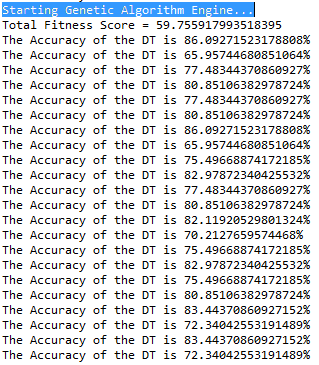 Starting Genetic Algorithm Engine...
Total Fitness Score = 59.755917993518395
The Accuracy of the DT is 86.09271523178808%
The Accuracy of the DT is 65.95744680851064%
The Accuracy of the DT is 77.48344370860927%
The Accuracy of the DT is 80.85106382978724%
The Accuracy of the DT is 77.48344370860927%
The Accuracy of the DT is 80.85106382978724%
The Accuracy of the DT is 86.09271523178808%
The Accuracy of the DT is 65.95744680851064%
The Accuracy of the DT is 75.49668874172185%
The Accuracy of the DT is 82.97872340425532%
The Accuracy of the DT is 77.48344370860927%
The Accuracy of the DT is 80.85106382978724%
The Accuracy of the DT is 82.11920529801324%
The Accuracy of the DT is 70.2127659574468%
The Accuracy of the DT is 75.49668874172185%
The Accuracy of the DT is 82.97872340425532%
The Accuracy of the DT is 75.49668874172185%
The Accuracy of the DT is 80.85106382978724%
The Accuracy of the DT is 83.44370860927152%
The Accuracy of the DT is 72.34042553191489%
The Accuracy of the DT is 83.44370860927152%
The Accuracy of the DT is 72.34042553191489%